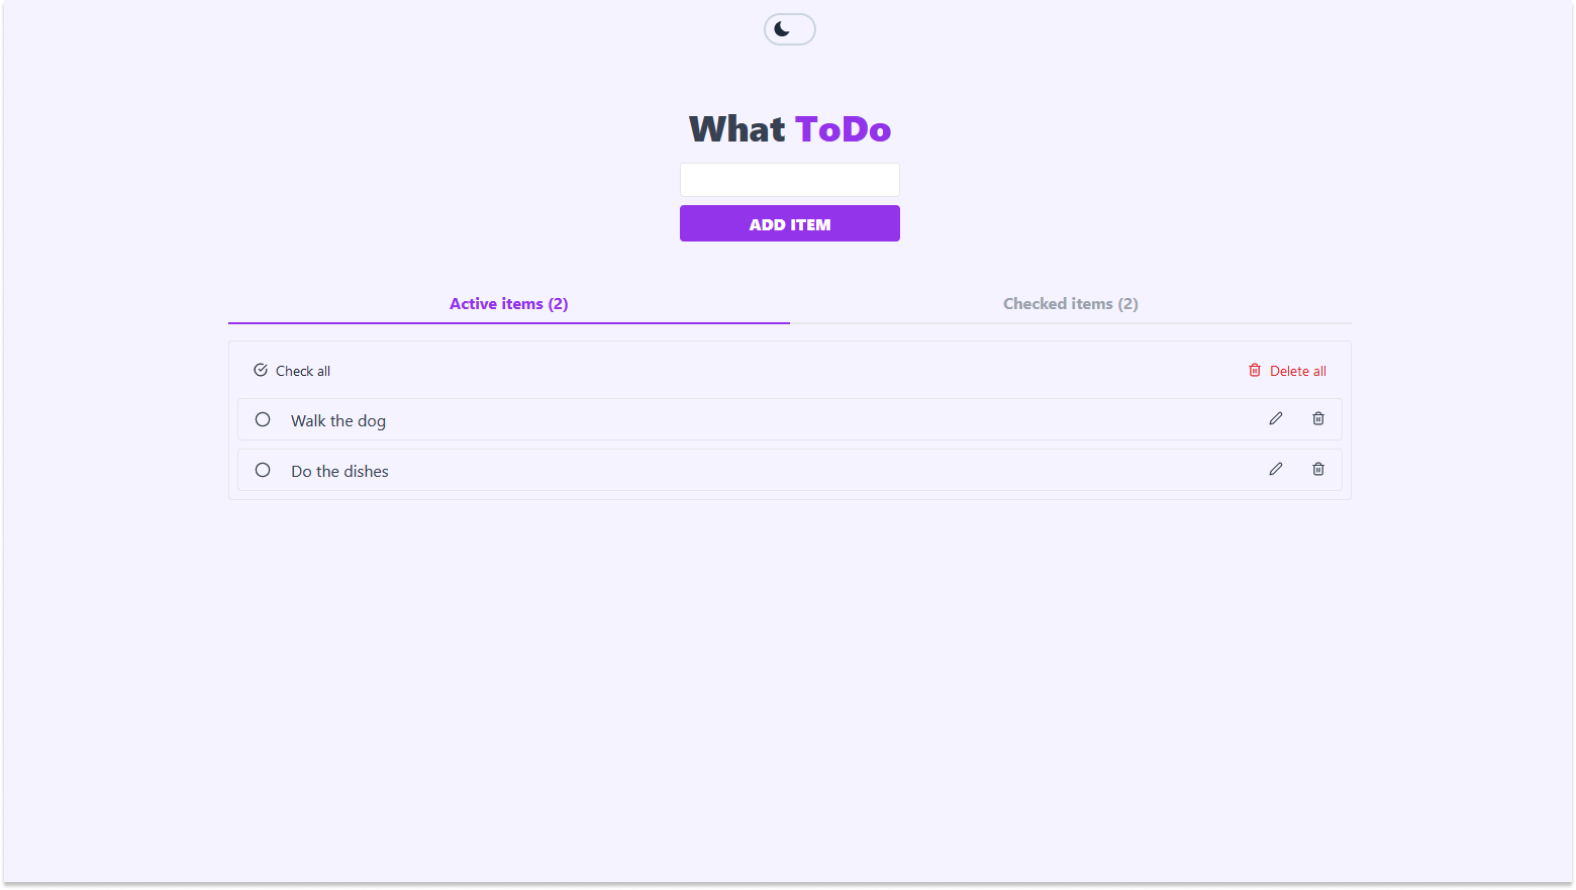 What ToDo
ADD ITEM
Active items (2) Checked items (2)
Check all Delete all
Walk the dog
Do the dishes